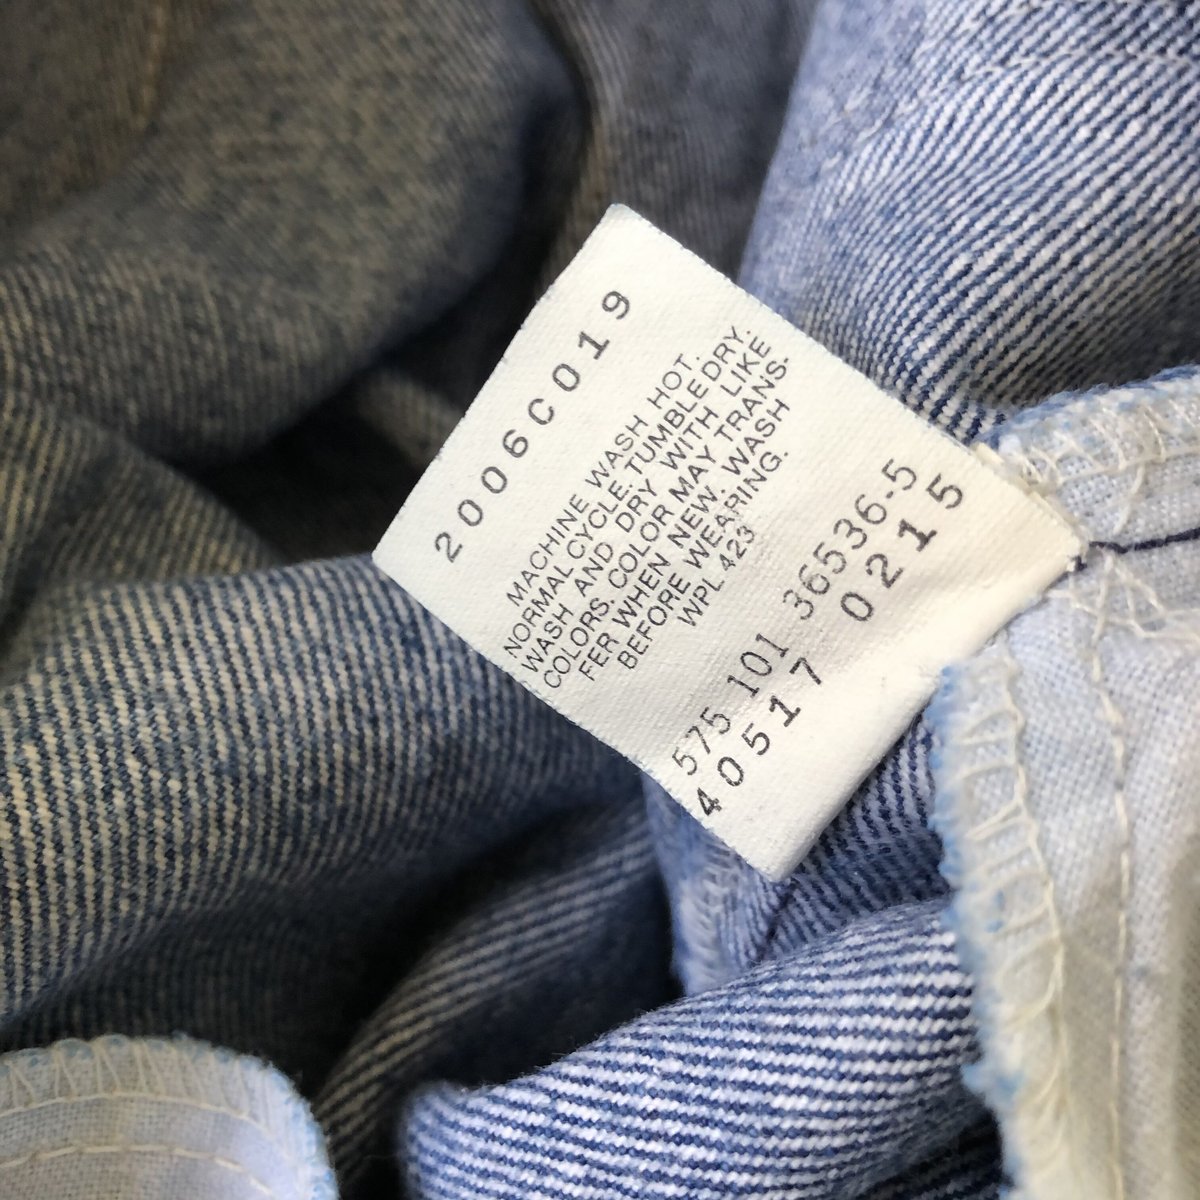 2006C019
MACHINE WASH HOT.
NORMAL CYCLE. TUMBLE DRY.
WASH AND DRY WITH LIKE
COLORS. COLOR MAY TRANS-
FER WHEN NEW. WASH
BEFORE WEARING.
WPL 423
575 101 36536-5
40517 0215